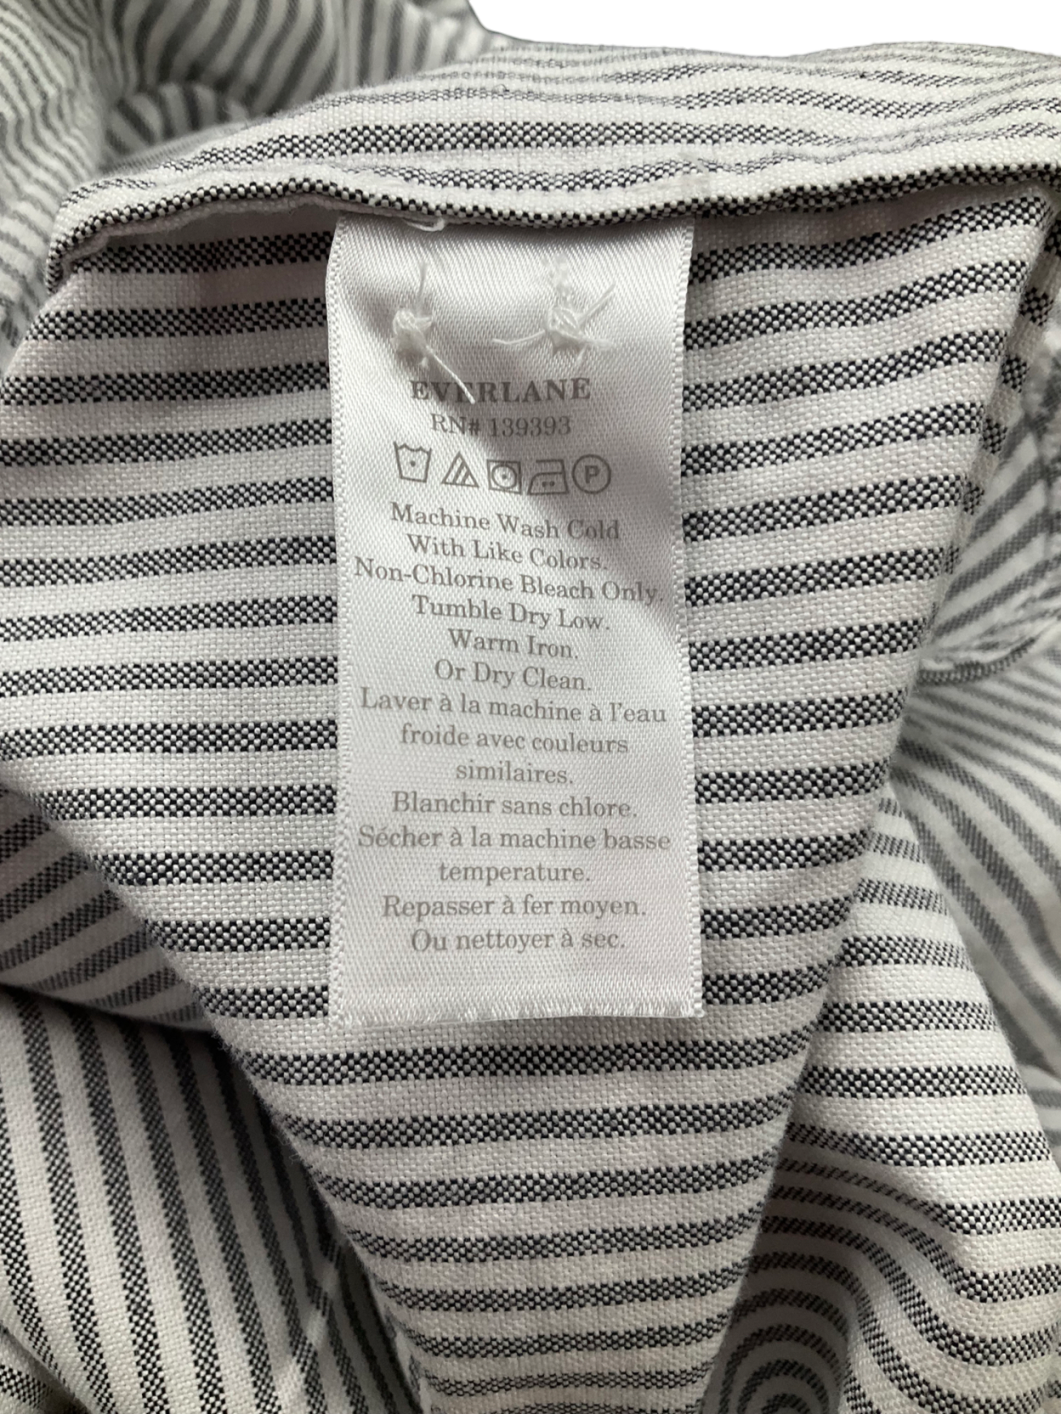 EVERLANE
RN# 139393
P
Machine Wash Cold
With Like Colors.
Non-Chlorine Bleach Only.
Tumble Dry Low.
Warm Iron.
Or Dry Clean.
Laver à la machine à l'eau
froide avec couleurs
similaires.
Blanchir sans chlore.
Sécher à la machine basse
temperature.
Repasser à fer moyen.
Ou nettoyer à sec.